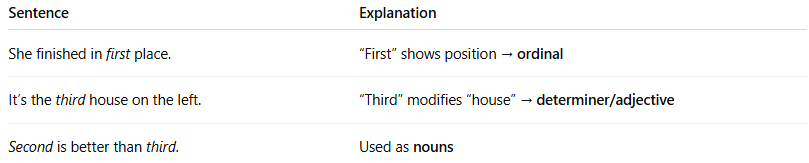 Sentence Explanation
She finished in first place. “First” shows position → ordinal
It’s the third house on the left. “Third” modifies “house” → determiner/adjective
Second is better than third. Used as nouns